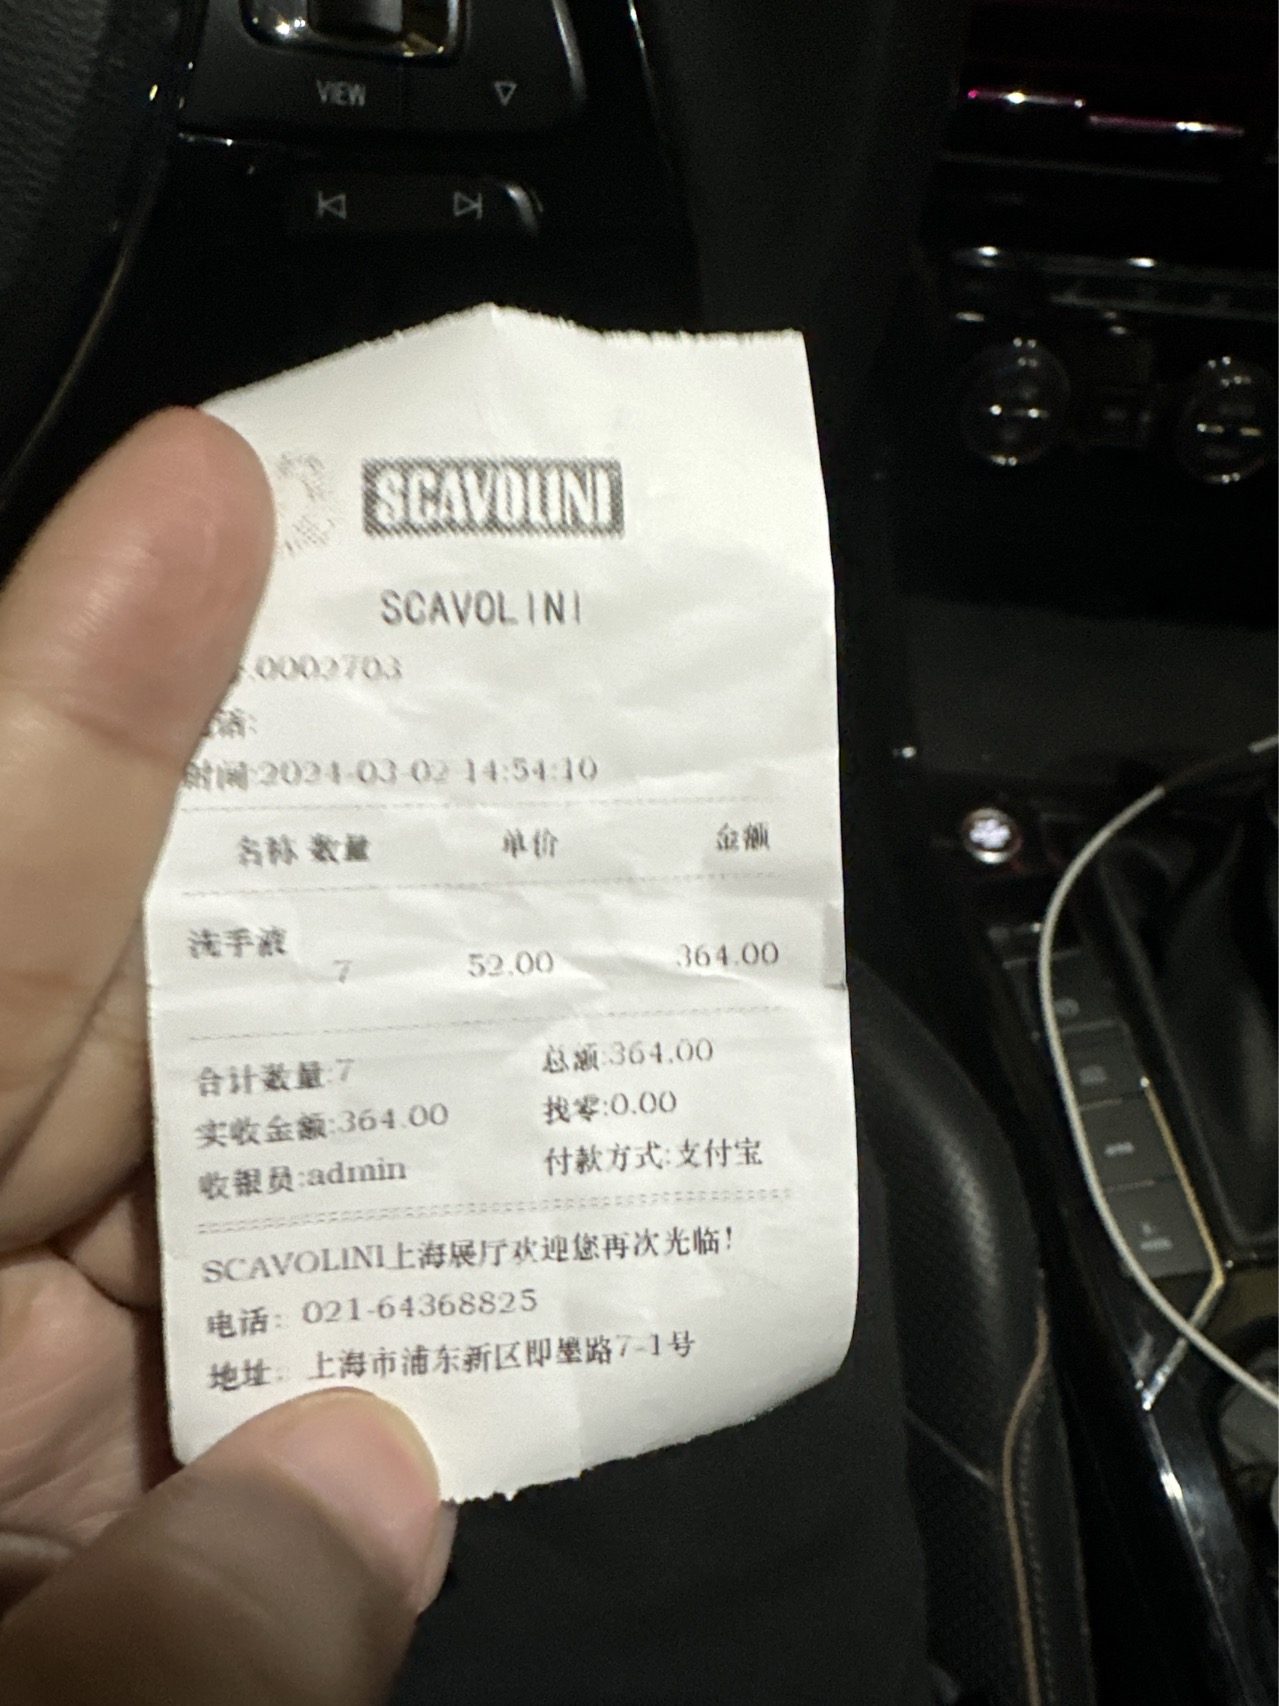 VIEW
SCAVOLINI
SCAVOLINI
:0002703
话:
时间:2024-03-02 14:54:10
名称 数量 单价 金额
洗手液
7 52.00 364.00
合计数量:7 总额:364.00
实收金额:364.00 找零:0.00
收银员:admin 付款方式:支付宝
SCAVOLINI上海展厅欢迎您再次光临!
电话: 021-64368825
地址: 上海市浦东新区即墨路7-1号